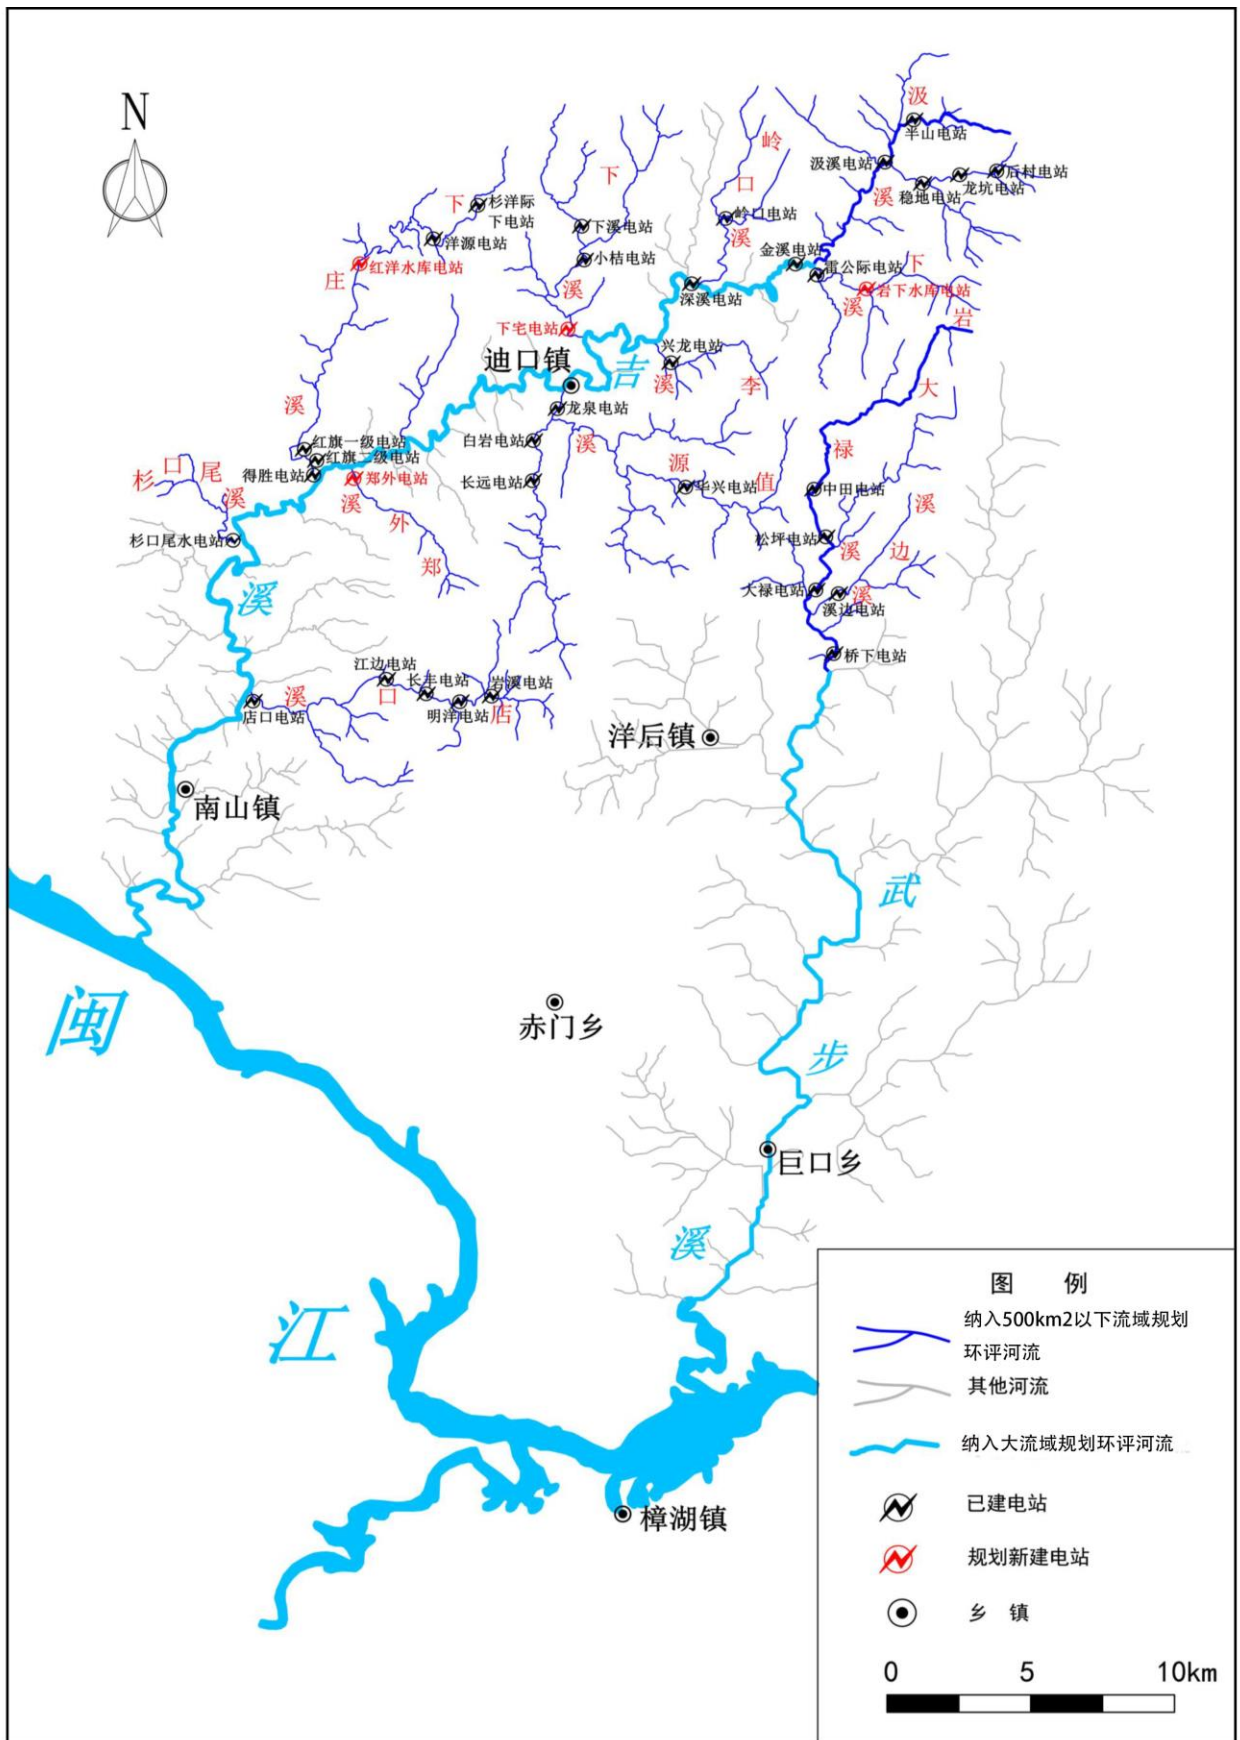 N
汲
半山电站
岭
汲溪电站
下
口
后村电站
龙坑电站
稳地电站
溪
下
杉洋际
下电站
岭口电站
下溪电站
溪
洋源电站
金溪电站
小桔电站
雷公际电站
下
红洋水库电站
庄
溪
深溪电站
岩下水库电站
溪
岩
下宅电站
兴龙电站
迪口镇
吉
溪
李
大
溪
龙泉电站
红旗一级电站
白岩电站
溪
禄
红旗二级电站
口
尾
源
杉
得胜电站
郑外电站
长远电站
华兴电站
值
中田电站
溪
溪
溪
外
松坪电站
溪
边
杉口尾水电站
郑
大禄电站
溪
溪
溪边电站
桥下电站
江边电站
长丰电站
岩溪电站
溪
口
店口电站
明洋电站
店
洋后镇
南山镇
武
闽
赤门乡
步
巨口乡
溪
江
樟湖镇
图 例
纳入500km2以下流域规划
环评河流
其他河流
纳入大流域规划环评河流
已建电站
规划新建电站
乡 镇
0 5 10km